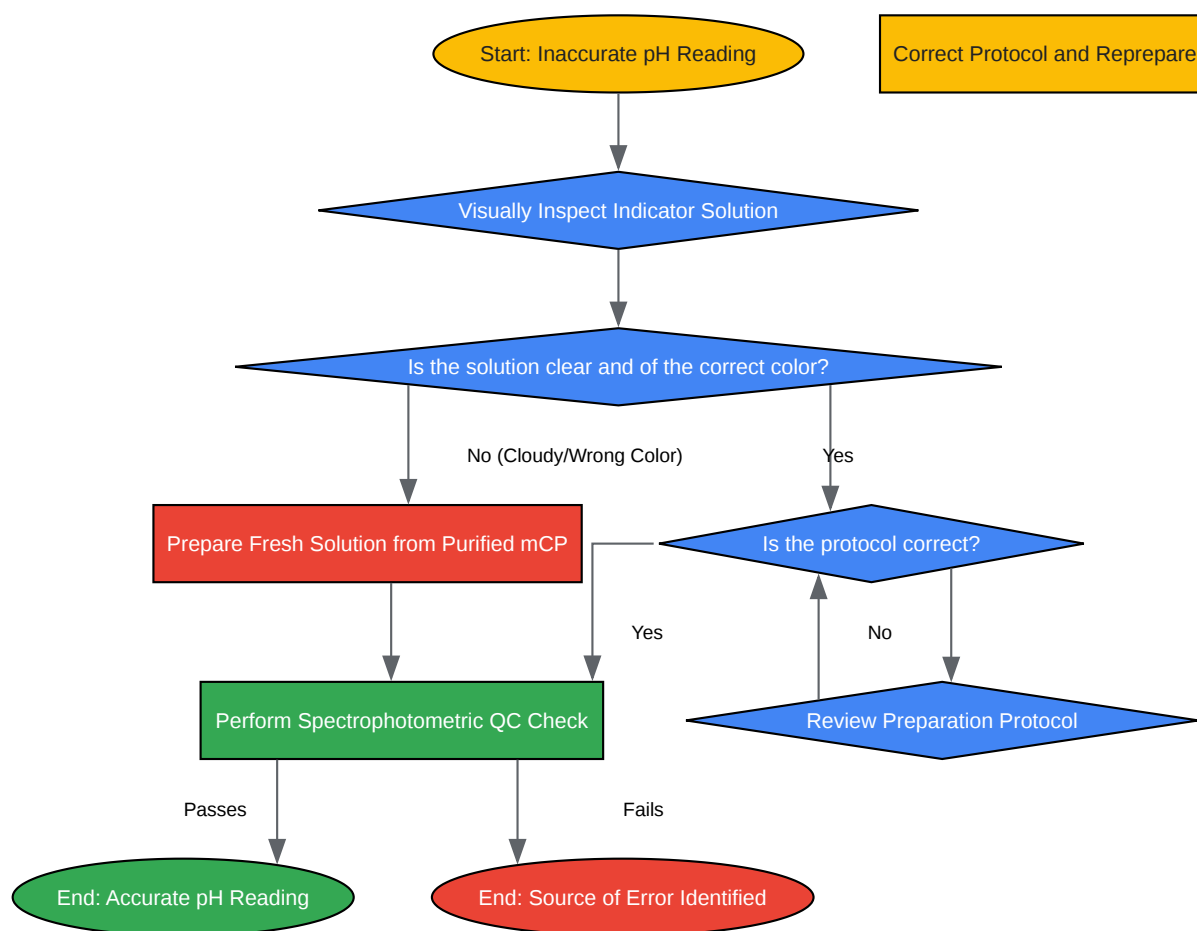 Start: Inaccurate pH Reading
Correct Protocol and Reprepare
Visually Inspect Indicator Solution
Is the solution clear and of the correct color?
No (Cloudy/Wrong Color)
Yes
Prepare Fresh Solution from Purified mCP
Is the protocol correct?
Yes
No
Perform Spectrophotometric QC Check
Review Preparation Protocol
Passes
Fails
End: Accurate pH Reading
End: Source of Error Identified